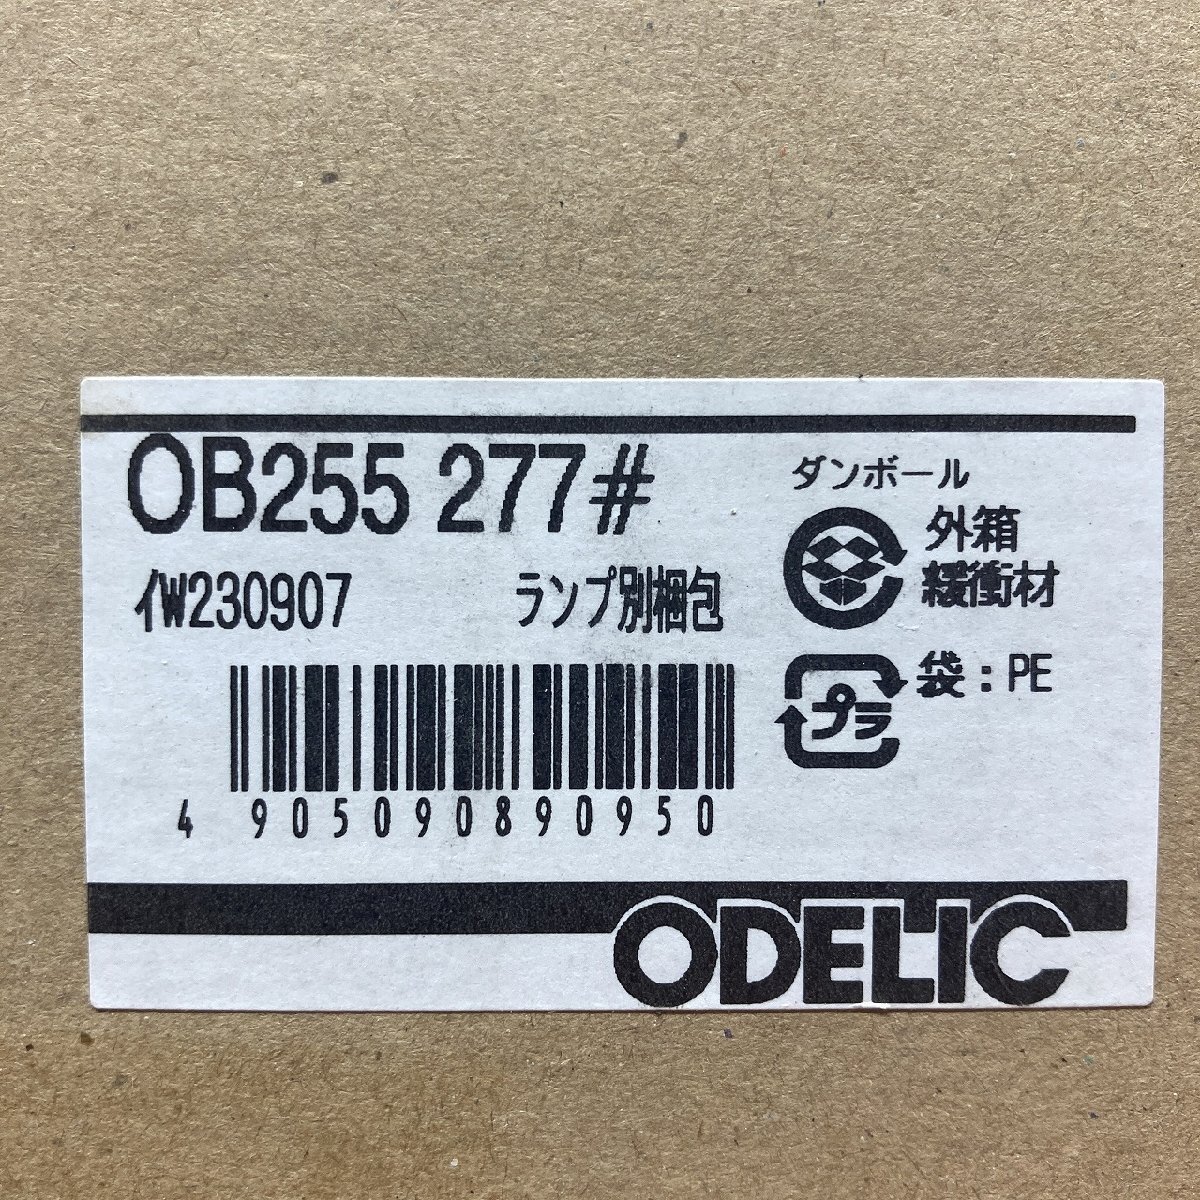 OB255 277#
ｲW230907
ランプ別梱包
4 905090 890950
ダンボール
外箱
緩衝材
プラ
袋:PE
ODELIC